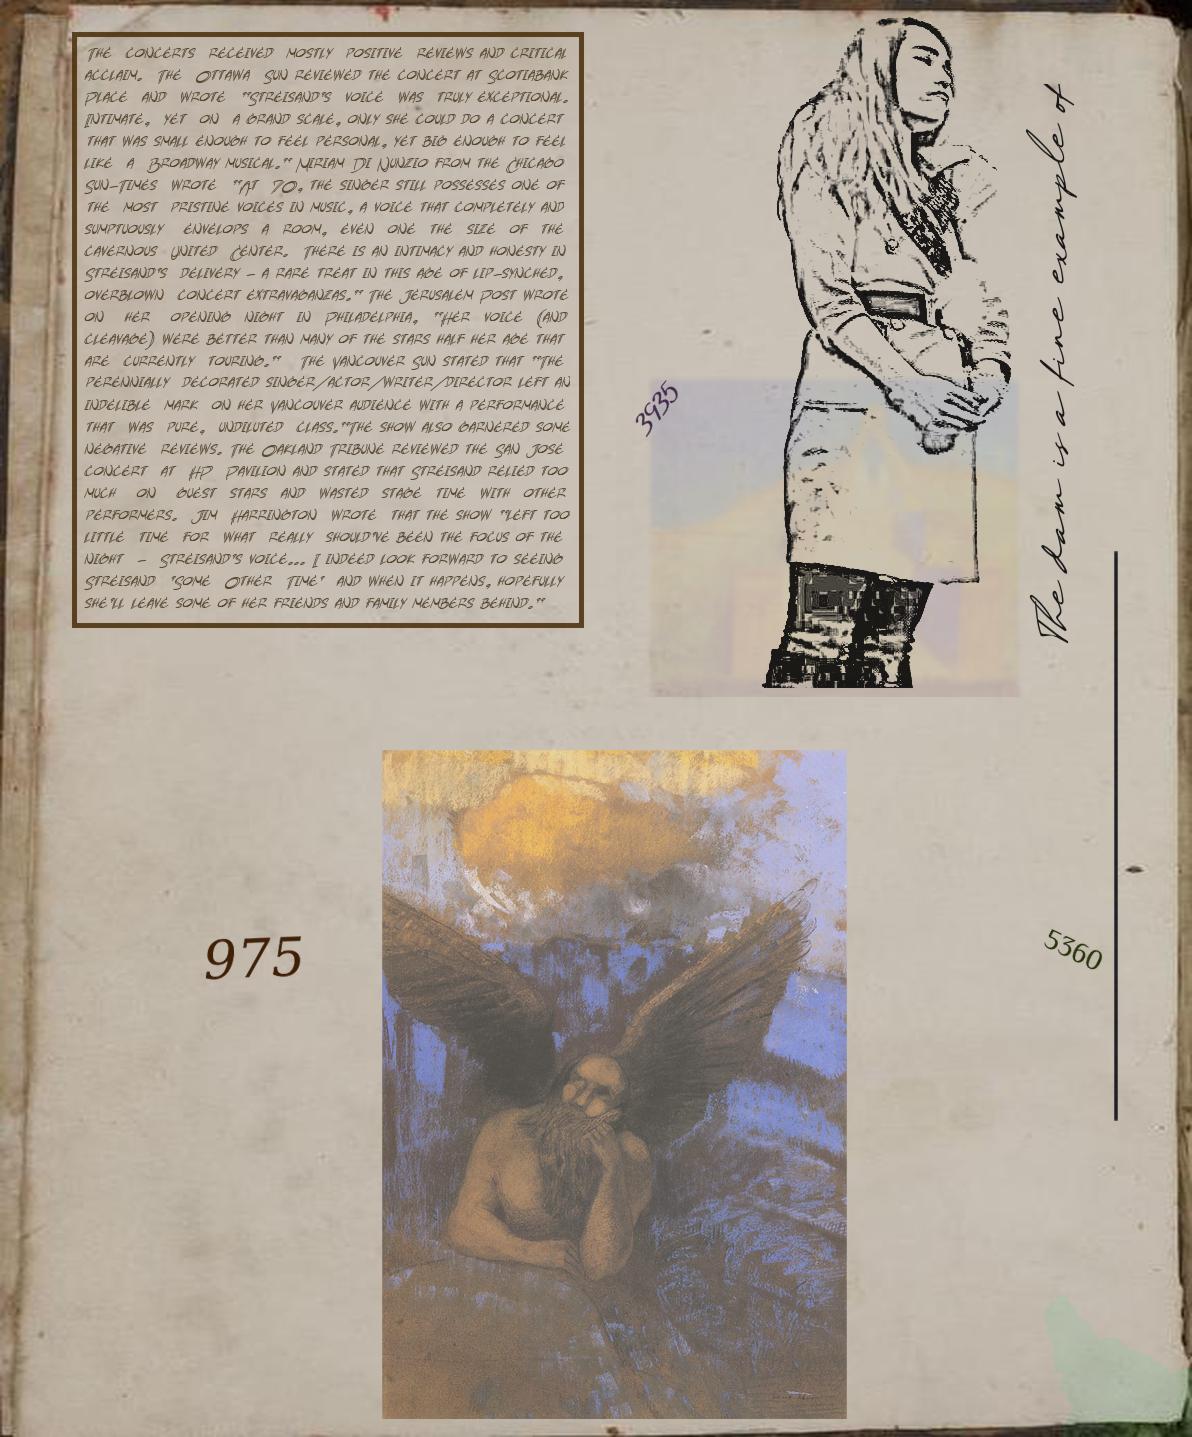 THE CONCERTS RECEIVED MOSTLY POSITIVE REVIEWS AND CRITICAL
ACCLAIM. THE OTTAWA SUN REVIEWED THE CONCERT AT SCOTIABANK
PLACE AND WROTE "STREISAND'S VOICE WAS TRULY EXCEPTIONAL.
INTIMATE, YET ON A GRAND SCALE, ONLY SHE COULD DO A CONCERT
THAT WAS SMALL ENOUGH TO FEEL PERSONAL, YET BIG ENOUGH TO FEEL
LIKE A BROADWAY MUSICAL." MIRIAM DI NUNZIO FROM THE CHICAGO
SUN-TIMES WROTE "AT 70, THE SINGER STILL POSSESSES ONE OF
THE MOST PRISTINE VOICES IN MUSIC, A VOICE THAT COMPLETELY AND
SUMPTUOUSLY ENVELOPS A ROOM, EVEN ONE THE SIZE OF THE
CAVERNOUS UNITED CENTER. THERE IS AN INTIMACY AND HONESTY IN
STREISAND'S DELIVERY - A RARE TREAT IN THIS AGE OF LIP-SYNCHED,
OVERBLOWN CONCERT EXTRAVAGANZAS." THE JERUSALEM POST WROTE
ON HER OPENING NIGHT IN PHILADELPHIA, "HER VOICE (AND
CLEAVAGE) WERE BETTER THAN MANY OF THE STARS HALF HER AGE THAT
ARE CURRENTLY TOURING." THE VANCOUVER SUN STATED THAT "THE
PERENNIALLY DECORATED SINGER/ACTOR/WRITER/DIRECTOR LEFT AN
INDELIBLE MARK ON HER VANCOUVER AUDIENCE WITH A PERFORMANCE
THAT WAS PURE, UNDILUTED CLASS."THE SHOW ALSO GARNERED SOME
NEGATIVE REVIEWS. THE OAKLAND TRIBUNE REVIEWED THE SAN JOSE
CONCERT AT HP PAVILION AND STATED THAT STREISAND RELIED TOO
MUCH ON GUEST STARS AND WASTED STAGE TIME WITH OTHER
PERFORMERS. JIM HARRINGTON WROTE THAT THE SHOW "LEFT TOO
LITTLE TIME FOR WHAT REALLY SHOULD'VE BEEN THE FOCUS OF THE
NIGHT - STREISAND'S VOICE... I INDEED LOOK FORWARD TO SEEING
STREISAND 'SOME OTHER TIME' AND WHEN IT HAPPENS, HOPEFULLY
SHE'LL LEAVE SOME OF HER FRIENDS AND FAMILY MEMBERS BEHIND."
3935
The dam is a fine example of
975
5360